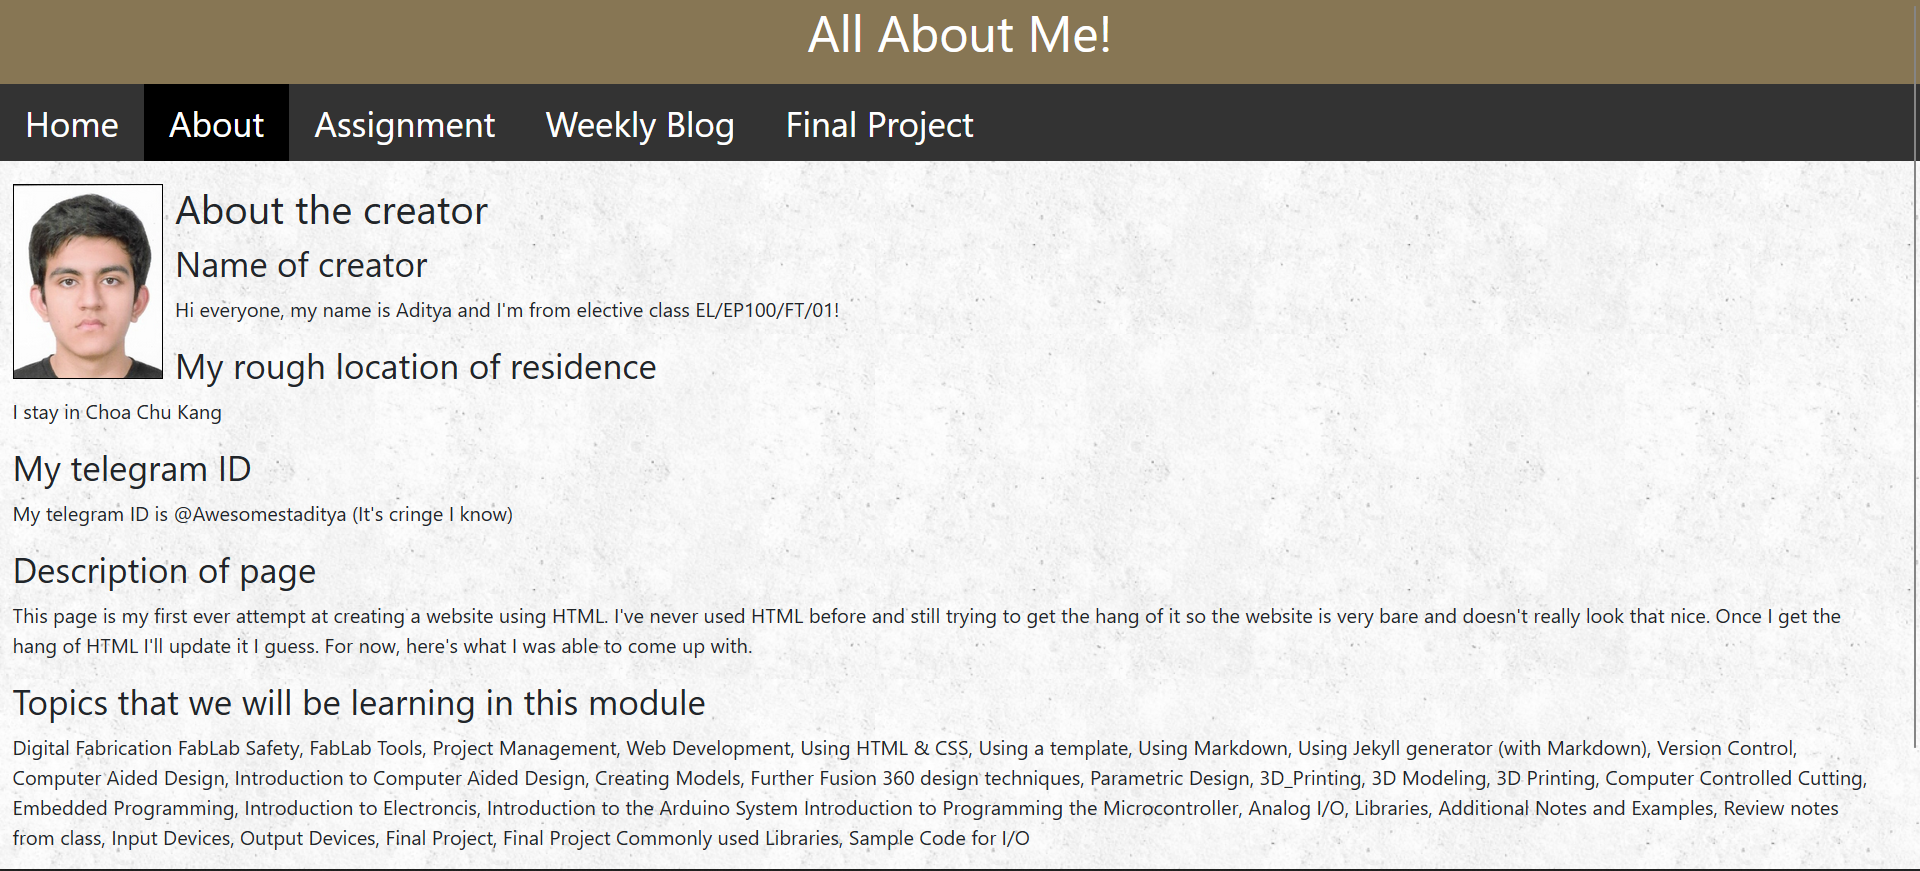 All About Me!
Home About Assignment Weekly Blog Final Project
About the creator
Name of creator
Hi everyone, my name is Aditya and I'm from elective class EL/EP100/FT/01!
My rough location of residence
I stay in Choa Chu Kang
My telegram ID
My telegram ID is @Awesomestaditya (It's cringe I know)
Description of page
This page is my first ever attempt at creating a website using HTML. I've never used HTML before and still trying to get the hang of it so the website is very bare and doesn't really look that nice. Once I get the
hang of HTML I'll update it I guess. For now, here's what I was able to come up with.
Topics that we will be learning in this module
Digital Fabrication FabLab Safety, FabLab Tools, Project Management, Web Development, Using HTML & CSS, Using a template, Using Markdown, Using Jekyll generator (with Markdown), Version Control,
Computer Aided Design, Introduction to Computer Aided Design, Creating Models, Further Fusion 360 design techniques, Parametric Design, 3D_Printing, 3D Modeling, 3D Printing, Computer Controlled Cutting,
Embedded Programming, Introduction to Electroncis, Introduction to the Arduino System Introduction to Programming the Microcontroller, Analog I/O, Libraries, Additional Notes and Examples, Review notes
from class, Input Devices, Output Devices, Final Project, Final Project Commonly used Libraries, Sample Code for I/O